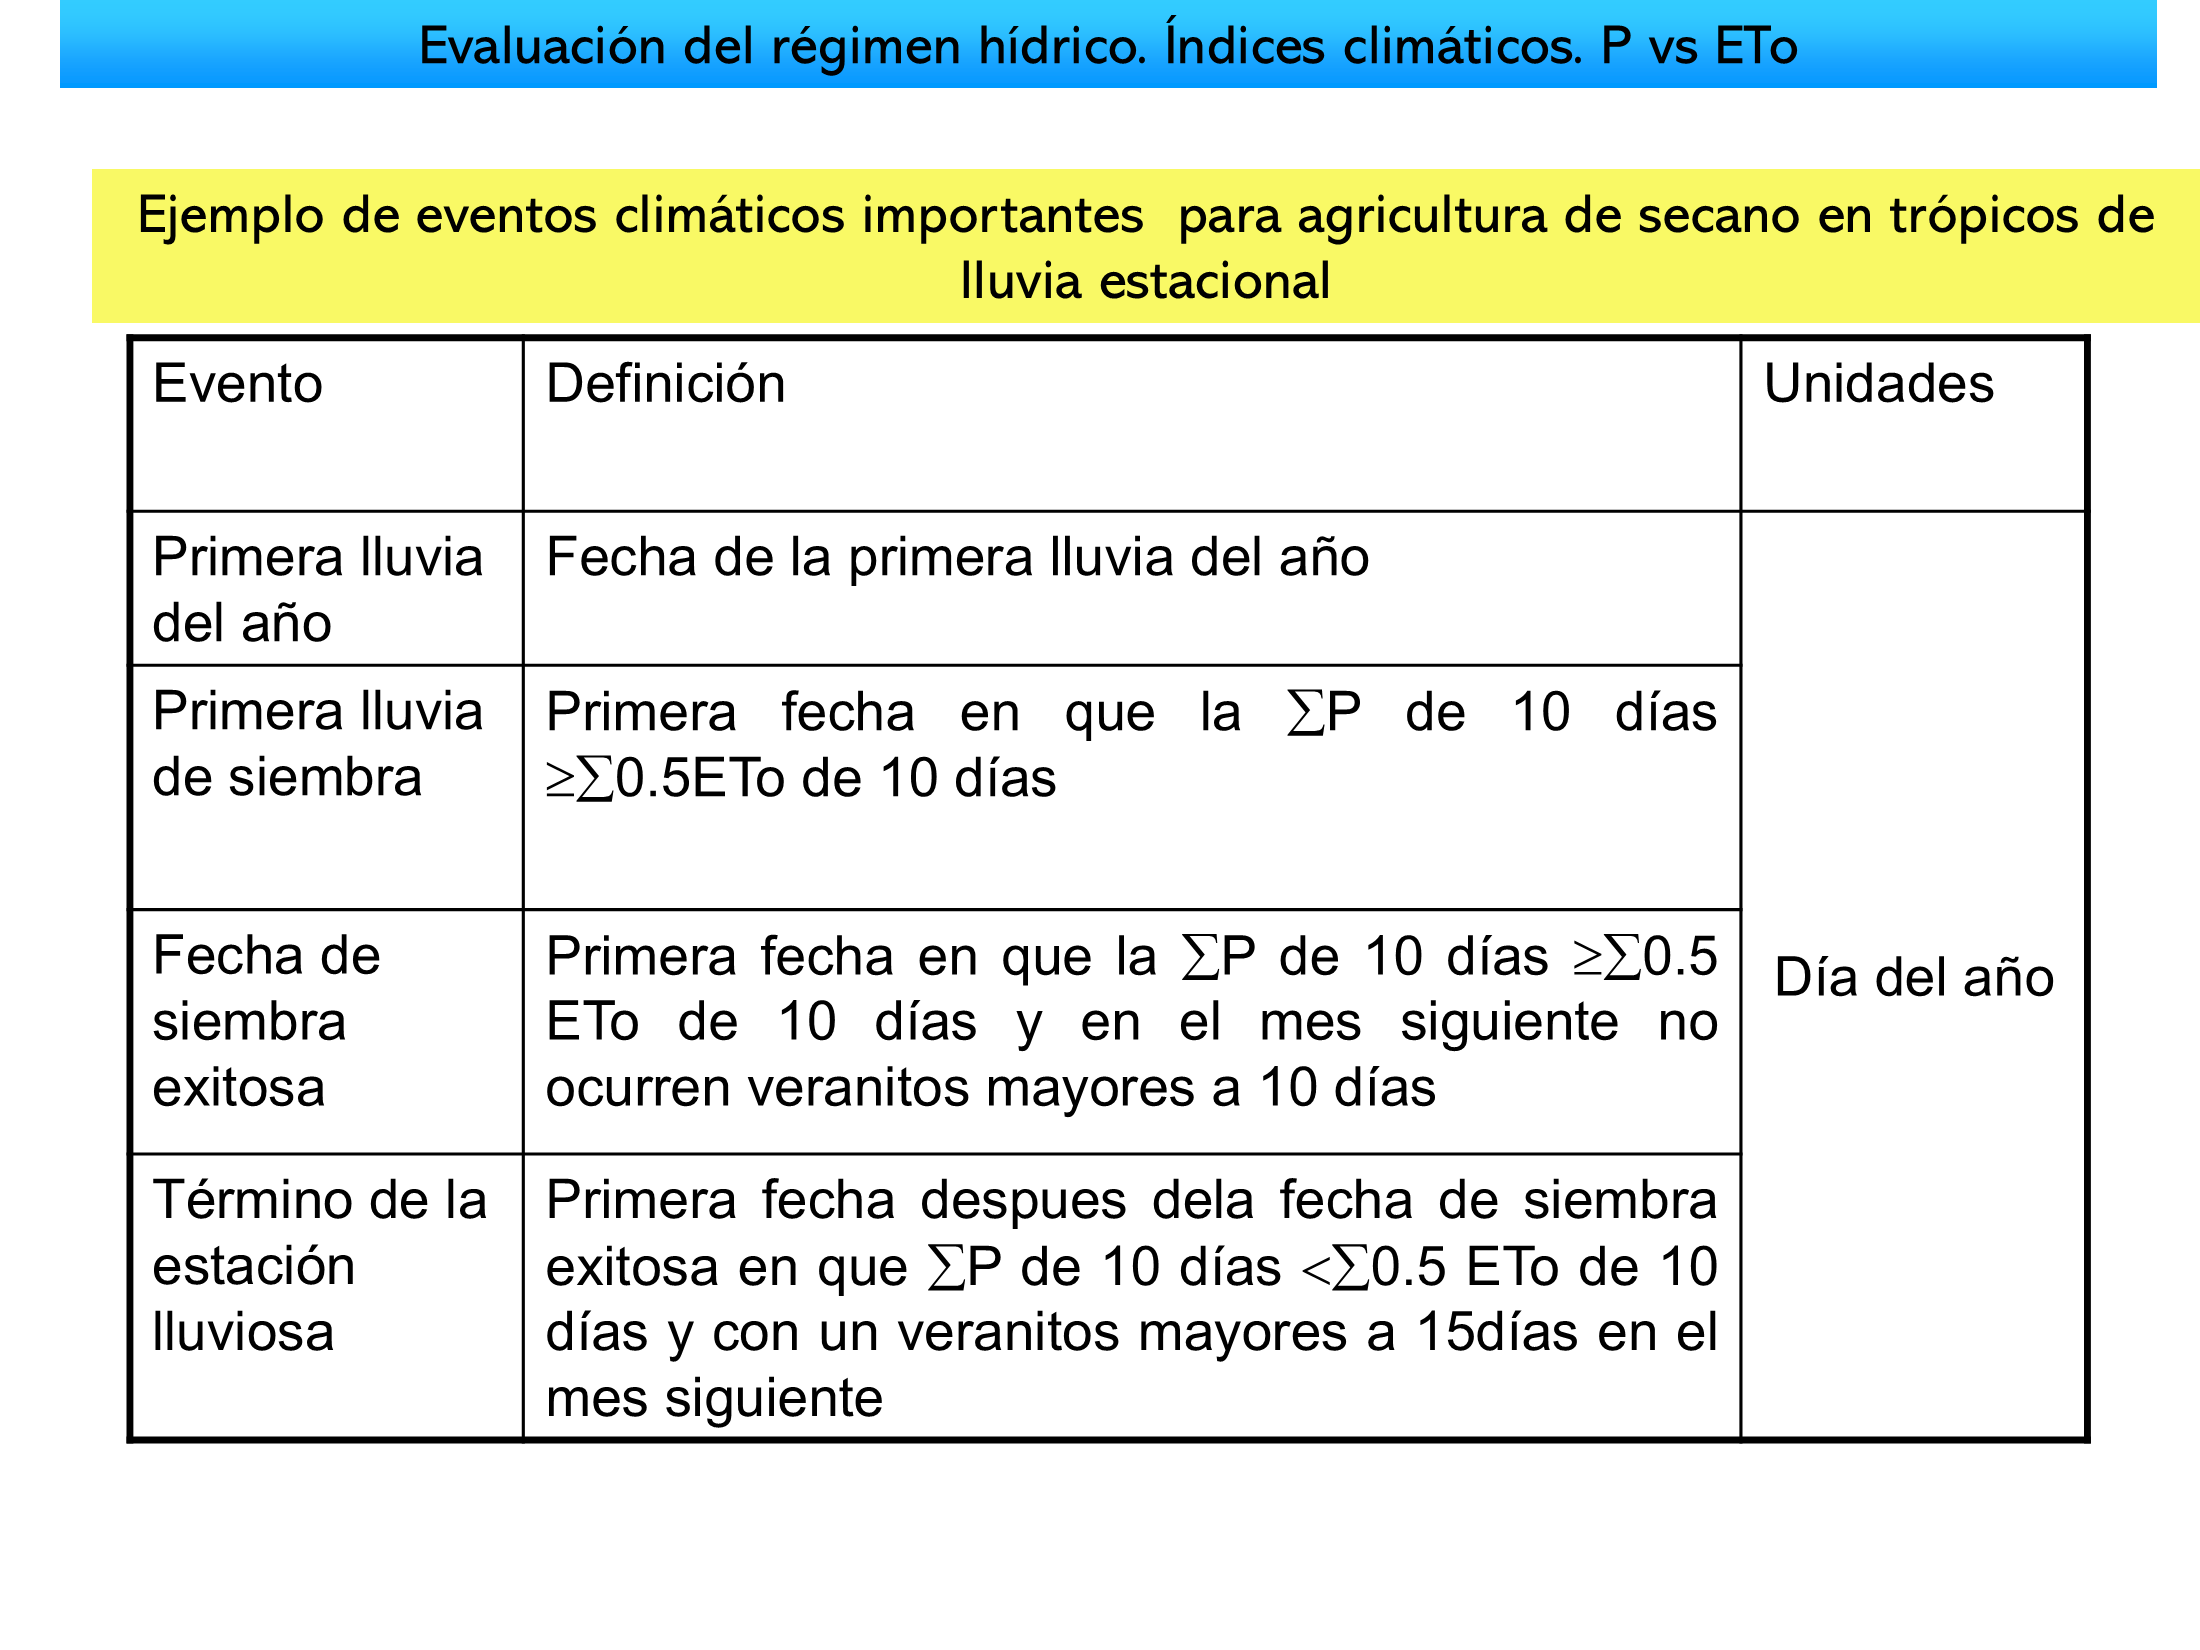 Evaluación del régimen hídrico. Índices climáticos. P vs ETo
Ejemplo de eventos climáticos importantes para agricultura de secano en trópicos de
lluvia estacional
Evento
Definición
Unidades
Primera lluvia
del año
Fecha de la primera lluvia del año
Primera lluvia
de siembra
Primera fecha en que la ∑P de 10 días
≥∑0.5ETo de 10 días
Fecha de
siembra
exitosa
Primera fecha en que la ∑P de 10 días ≥∑0.5
ETo de 10 días y en el mes siguiente no
ocurren veranitos mayores a 10 días
Día del año
Término de la
estación
lluviosa
Primera fecha despues dela fecha de siembra
exitosa en que ∑P de 10 días <∑0.5 ETo de 10
días y con un veranitos mayores a 15días en el
mes siguiente